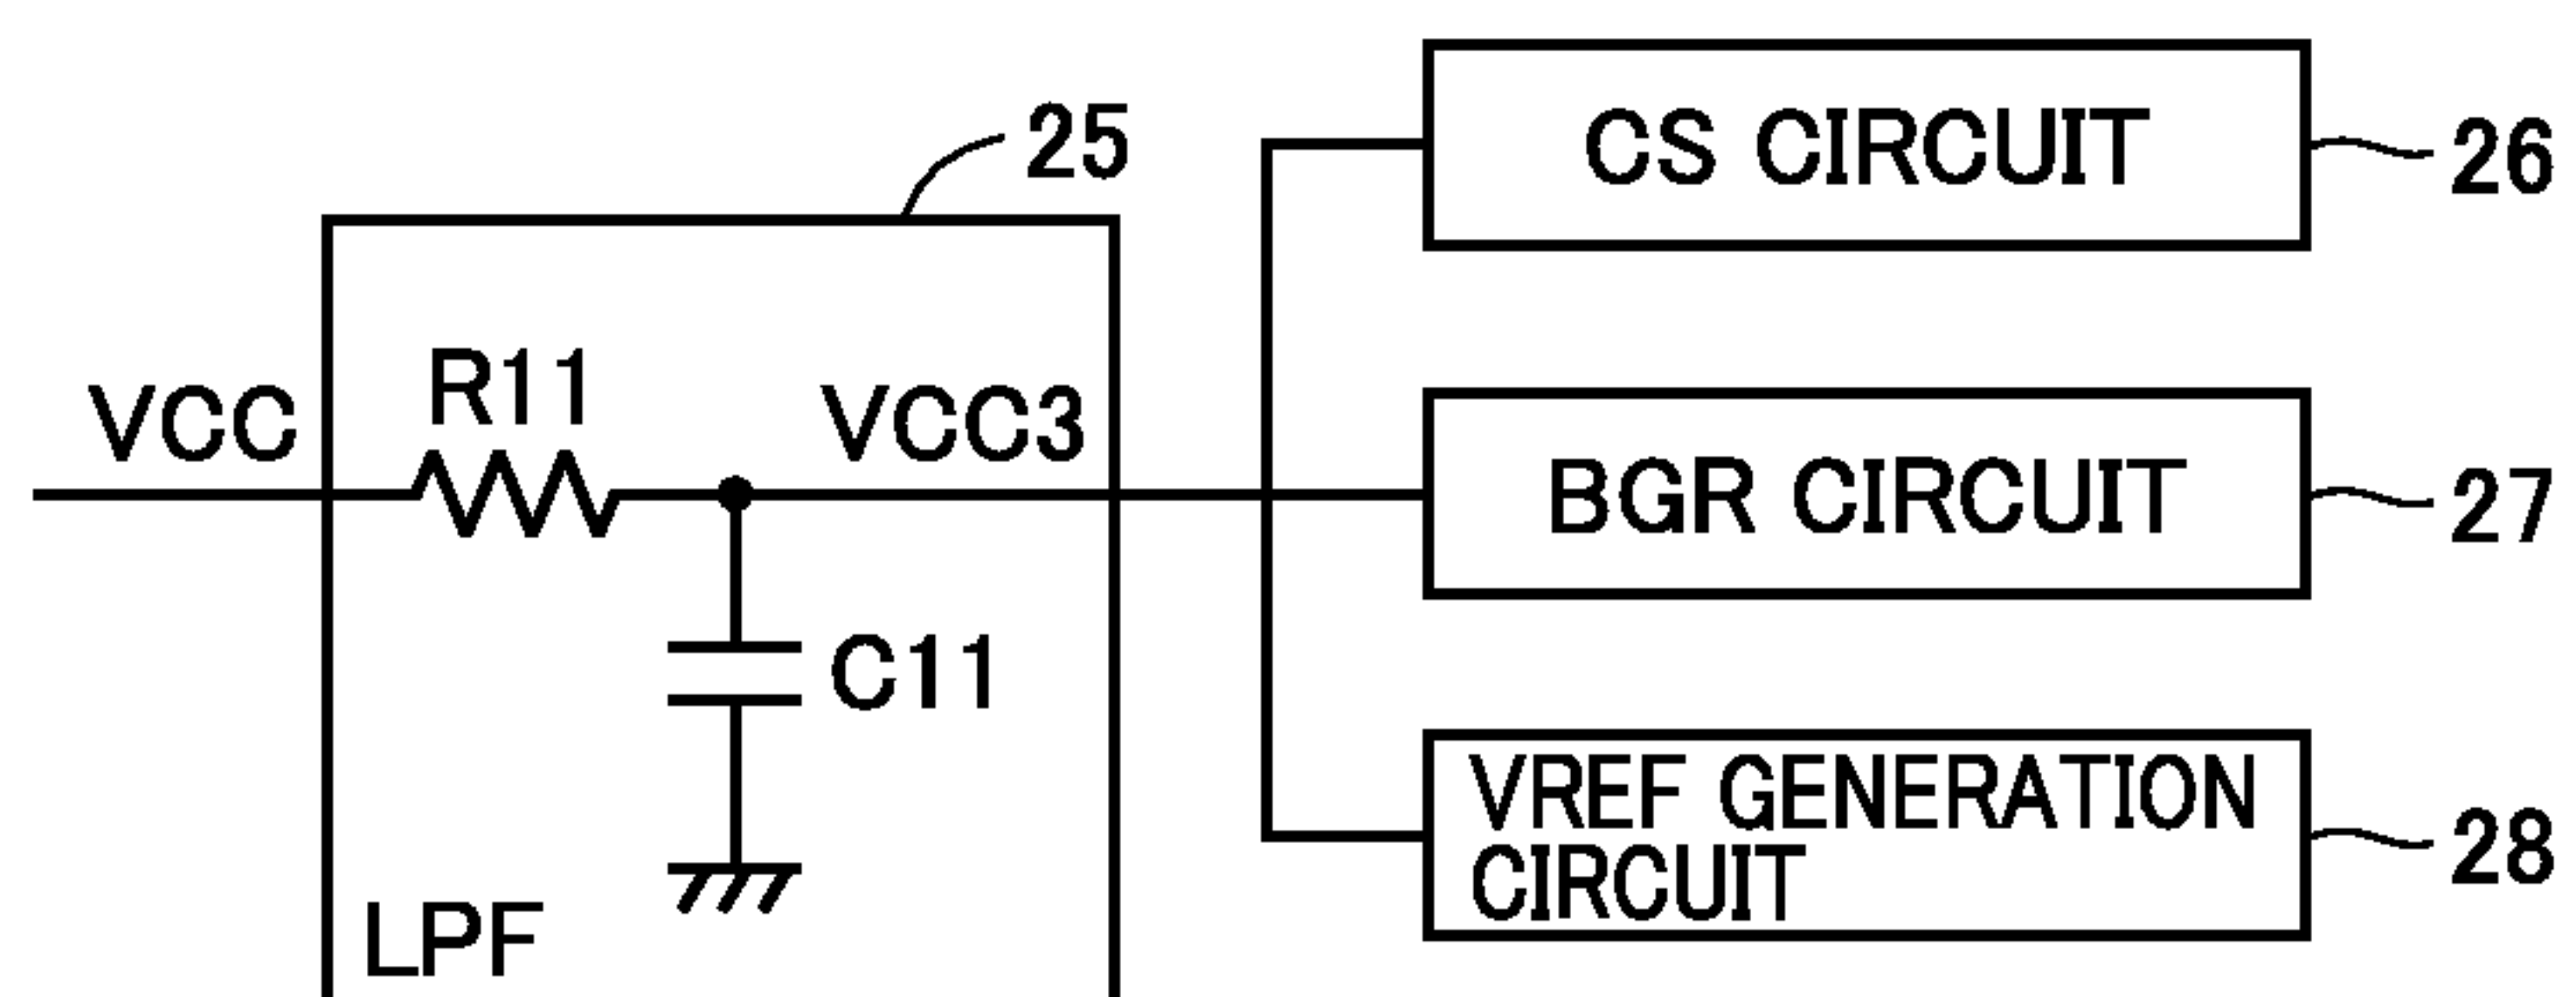 25
CS CIRCUIT
26
VCC
R11
VCC3
BGR CIRCUIT
27
C11
VREF GENERATION
CIRCUIT
28
LPF